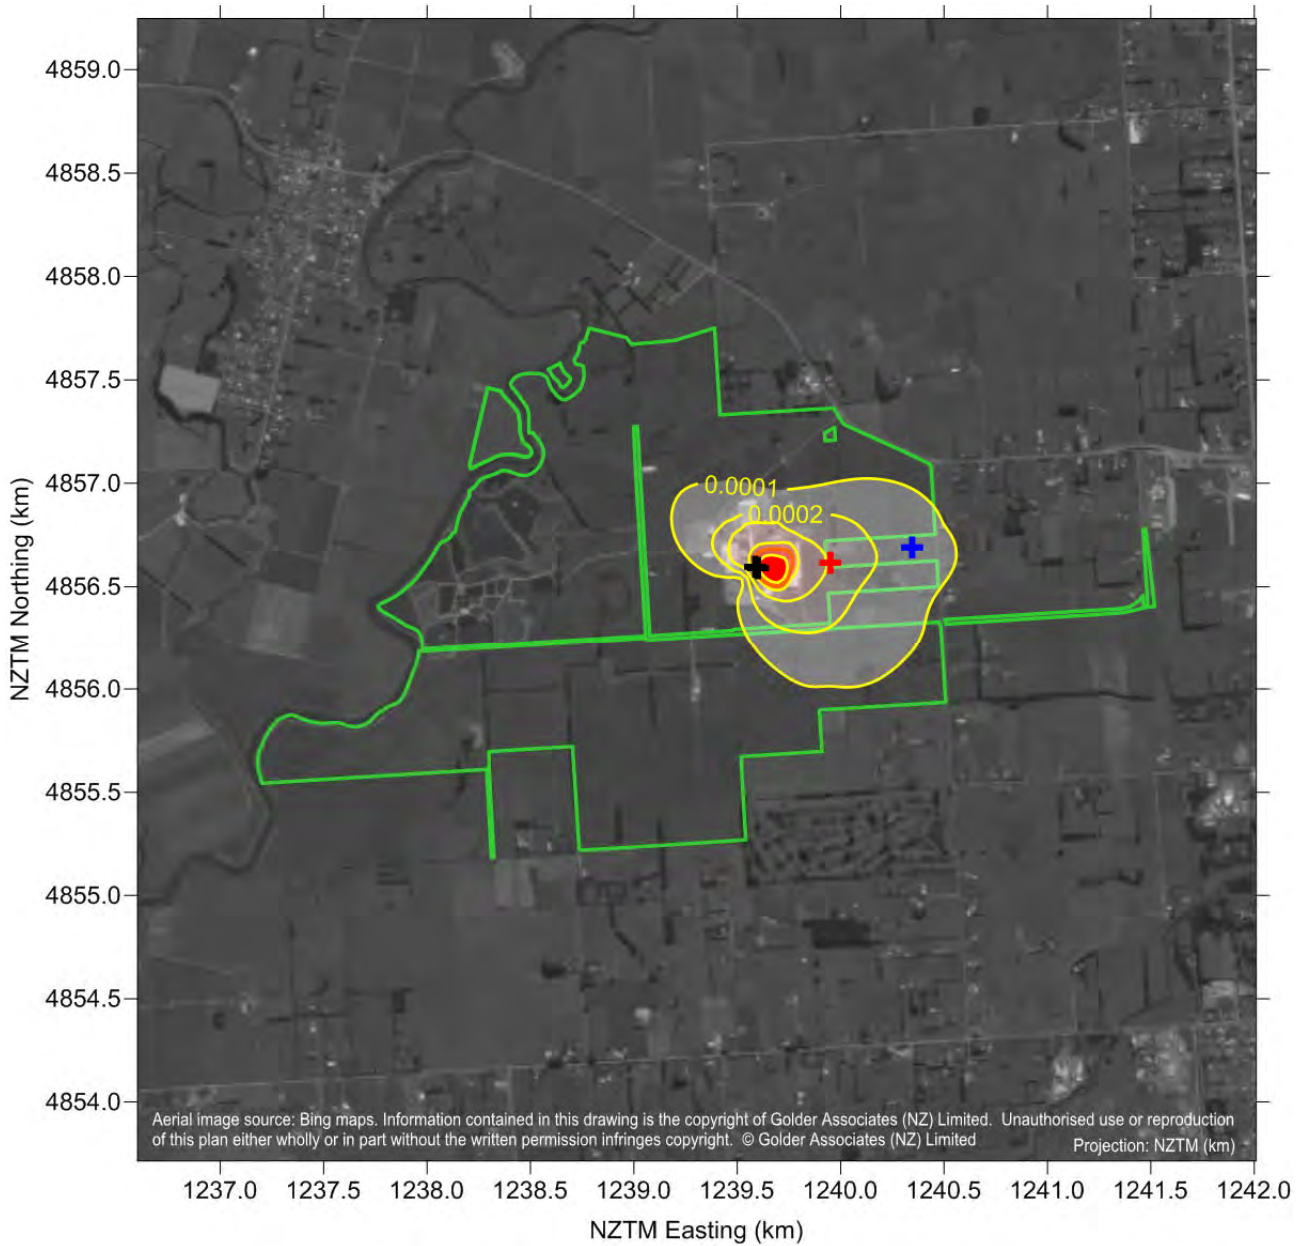 4859.0
4858.5
4858.0
4857.5
4857.0
4856.5
4856.0
4855.5
4855.0
4854.5
4854.0
NZTM Northing (km)
0.0001
0.0002
Aerial image source: Bing maps. Information contained in this drawing is the copyright of Golder Associates (NZ) Limited. Unauthorised use or reproduction
of this plan either wholly or in part without the written permission infringes copyright. © Golder Associates (NZ) Limited
Projection: NZTM (km)
1237.0 1237.5 1238.0 1238.5 1239.0 1239.5 1240.0 1240.5 1241.0 1241.5 1242.0
NZTM Easting (km)